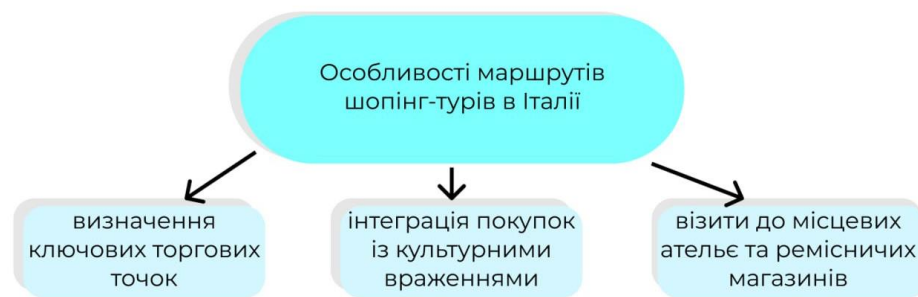 Особливості маршрутів
шопінг-турів в Італії
визначення
ключових торгових
точок
інтеграція покупок
із культурними
враженнями
візити до місцевих
ательє та ремісничих
магазинів